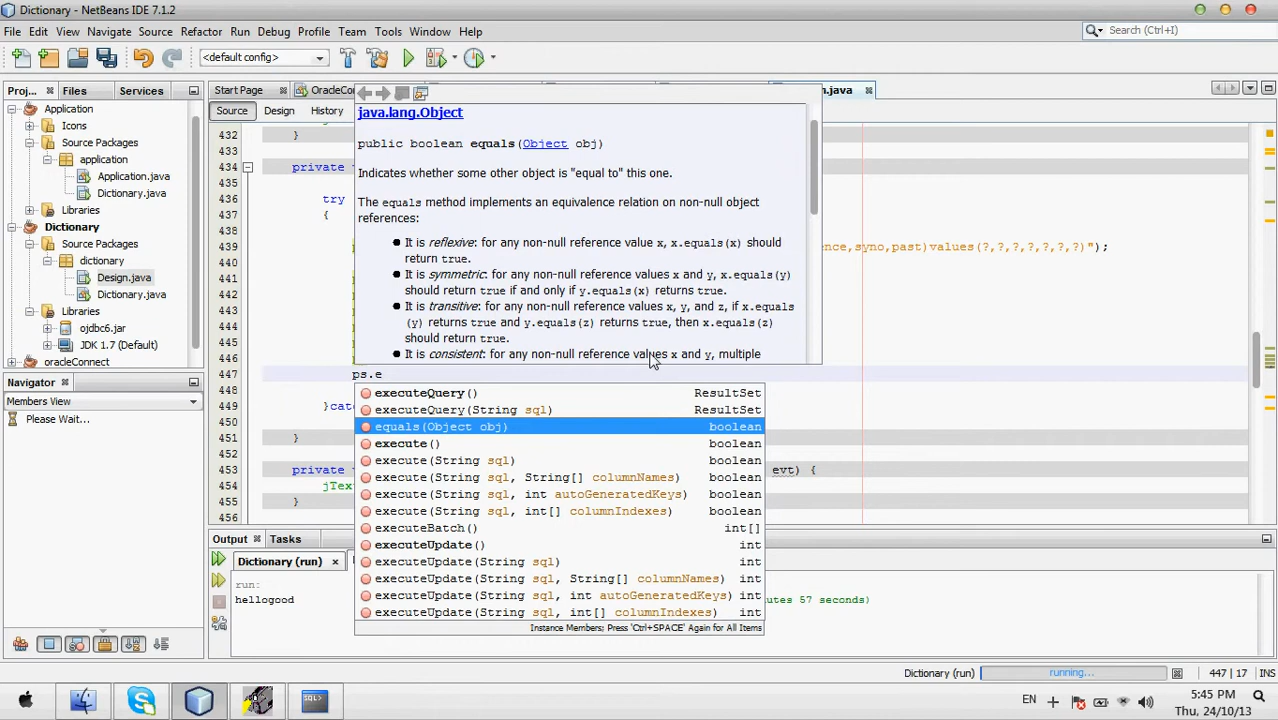 Dictionary - NetBeans IDE 7.1.2
File Edit View Navigate Source Refactor Run Debug Profile Team Tools Window Help
Search (Ctrl+I)
<default config>
Proj... Files Services
Start Page OracleCo n.java
Source Design History
Application
Icons
Source Packages
application
Application.java
Dictionary.java
Libraries
Dictionary
Source Packages
dictionary
Design.java
Dictionary.java
Libraries
ojdbc6.jar
JDK 1.7 (Default)
oracleConnect
Navigator
Members View
Please Wait...
java.lang.Object
public boolean equals(Object obj)
Indicates whether some other object is "equal to" this one.
The equals method implements an equivalence relation on non-null object
references:
It is reflexive: for any non-null reference value x, x.equals(x) should
return true.
It is symmetric: for any non-null reference values x and y, x.equals(y)
should return true if and only if y.equals(x) returns true.
It is transitive: for any non-null reference values x, y, and z, if x.equals
(y) returns true and y.equals(z) returns true, then x.equals(z)
should return true.
It is consistent: for any non-null reference values x and y, multiple
432 }
433
434 private
435
436 try
437 {
438
439 ence,syno,past)values(?,?,?,?,?,?,?)");
440
441
442
443
444
445
446
447 ps.e
448
449 }cat
450
451 }
452
453 private evt) {
454 jTex
455 }
456
executeQuery() ResultSet
executeQuery(String sql) ResultSet
equals(Object obj) boolean
execute() boolean
execute(String sql) boolean
execute(String sql, String[] columnNames) boolean
execute(String sql, int autoGeneratedKeys) boolean
execute(String sql, int[] columnIndexes) boolean
executeBatch() int[]
executeUpdate() int
executeUpdate(String sql) int
executeUpdate(String sql, String[] columnNames) int
executeUpdate(String sql, int autoGeneratedKeys) int
executeUpdate(String sql, int[] columnIndexes) int
Instance Members; Press 'Ctrl+SPACE' Again for All Items
Output Tasks
Dictionary (run)
run:
hellogood
utes 57 seconds)
Dictionary (run) running... 447 | 17 INS
SQL>
EN
5:45 PM
Thu, 24/10/13